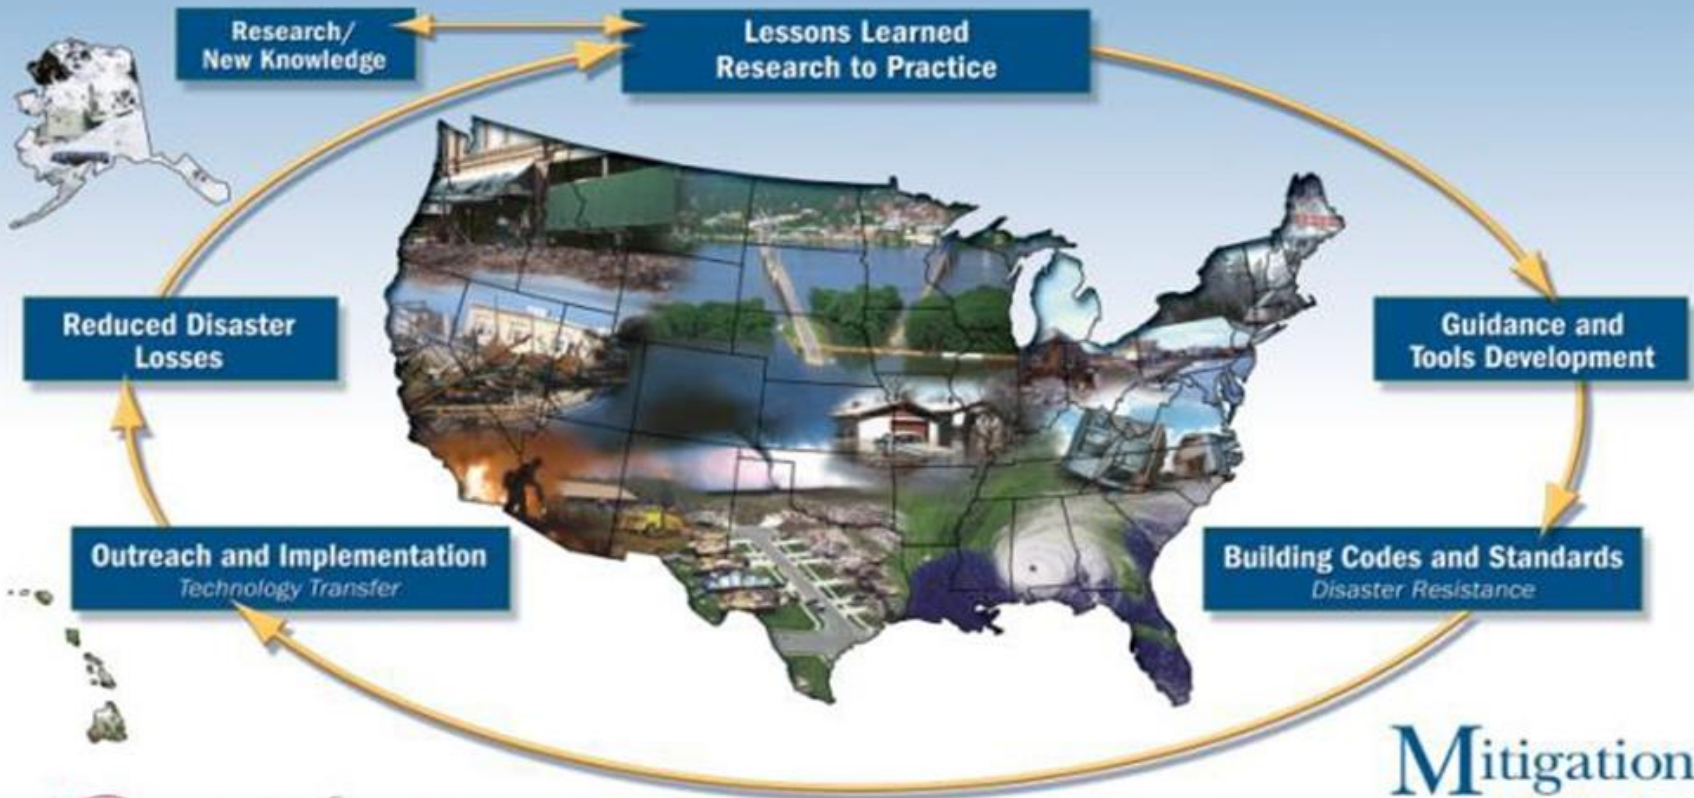 Research/
New Knowledge
Lessons Learned
Research to Practice
Reduced Disaster
Losses
Guidance and
Tools Development
Outreach and Implementation
Technology Transfer
Building Codes and Standards
Disaster Resistance
Mitigation